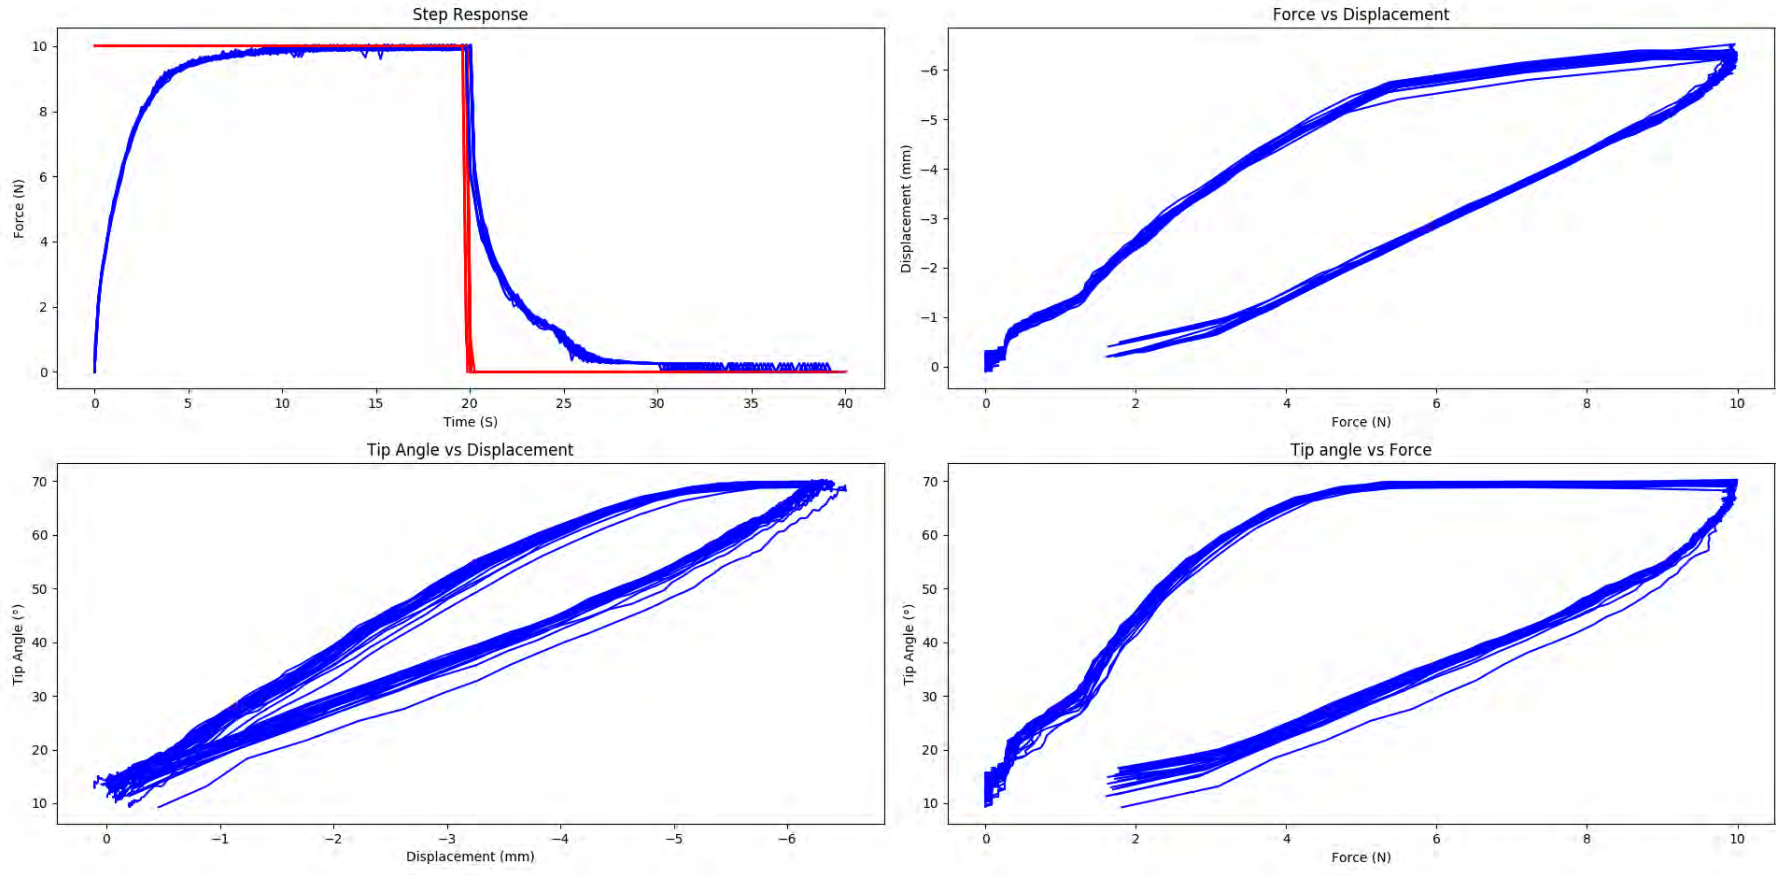 Step Response
Force (N)
10
8
6
4
2
0
0 5 10 15 20 25 30 35 40
Time (S)
Force vs Displacement
Displacement (mm)
−6
−5
−4
−3
−2
−1
0
0 2 4 6 8 10
Force (N)
Tip Angle vs Displacement
Tip Angle (°)
70
60
50
40
30
20
10
0 −1 −2 −3 −4 −5 −6
Displacement (mm)
Tip angle vs Force
Tip Angle (°)
70
60
50
40
30
20
10
0 2 4 6 8 10
Force (N)